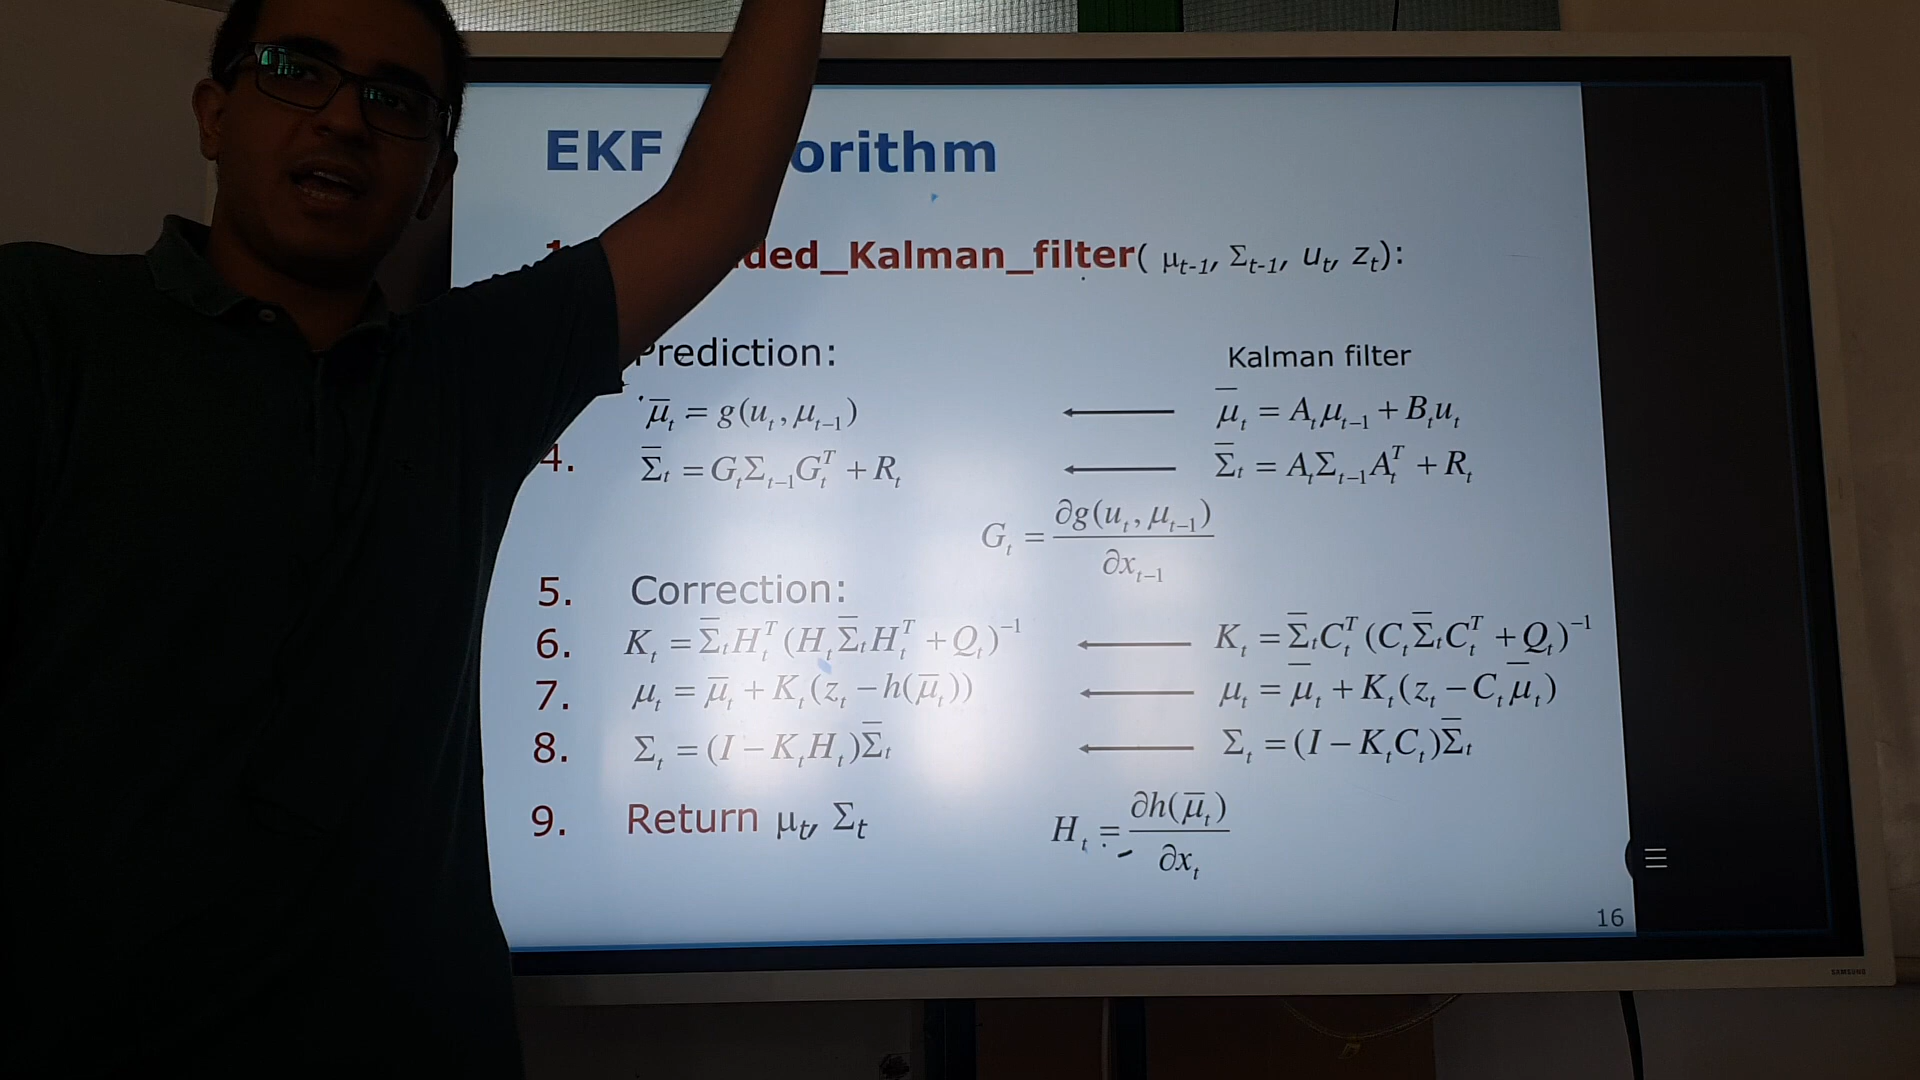 EKF orithm
ded_Kalman_filter( μt-1, Σt-1, ut, zt):
Prediction: Kalman filter
μ̄t = g(ut, μt−1) ← μ̄t = Atμt−1 + Btut
4. Σ̄t = GtΣt−1GtT + Rt ← Σ̄t = AtΣt−1AtT + Rt
Gt = ∂g(ut, μt−1) / ∂xt−1
5. Correction:
6. Kt = Σ̄tHtT(HtΣ̄tHtT + Qt)−1 ← Kt = Σ̄tCtT(CtΣ̄tCtT + Qt)−1
7. μt = μ̄t + Kt(zt − h(μ̄t)) ← μt = μ̄t + Kt(zt − Ctμ̄t)
8. Σt = (I − KtHt)Σ̄t ← Σt = (I − KtCt)Σ̄t
9. Return μt, Σt
Ht = ∂h(μ̄t) / ∂xt
16
SAMSUNG